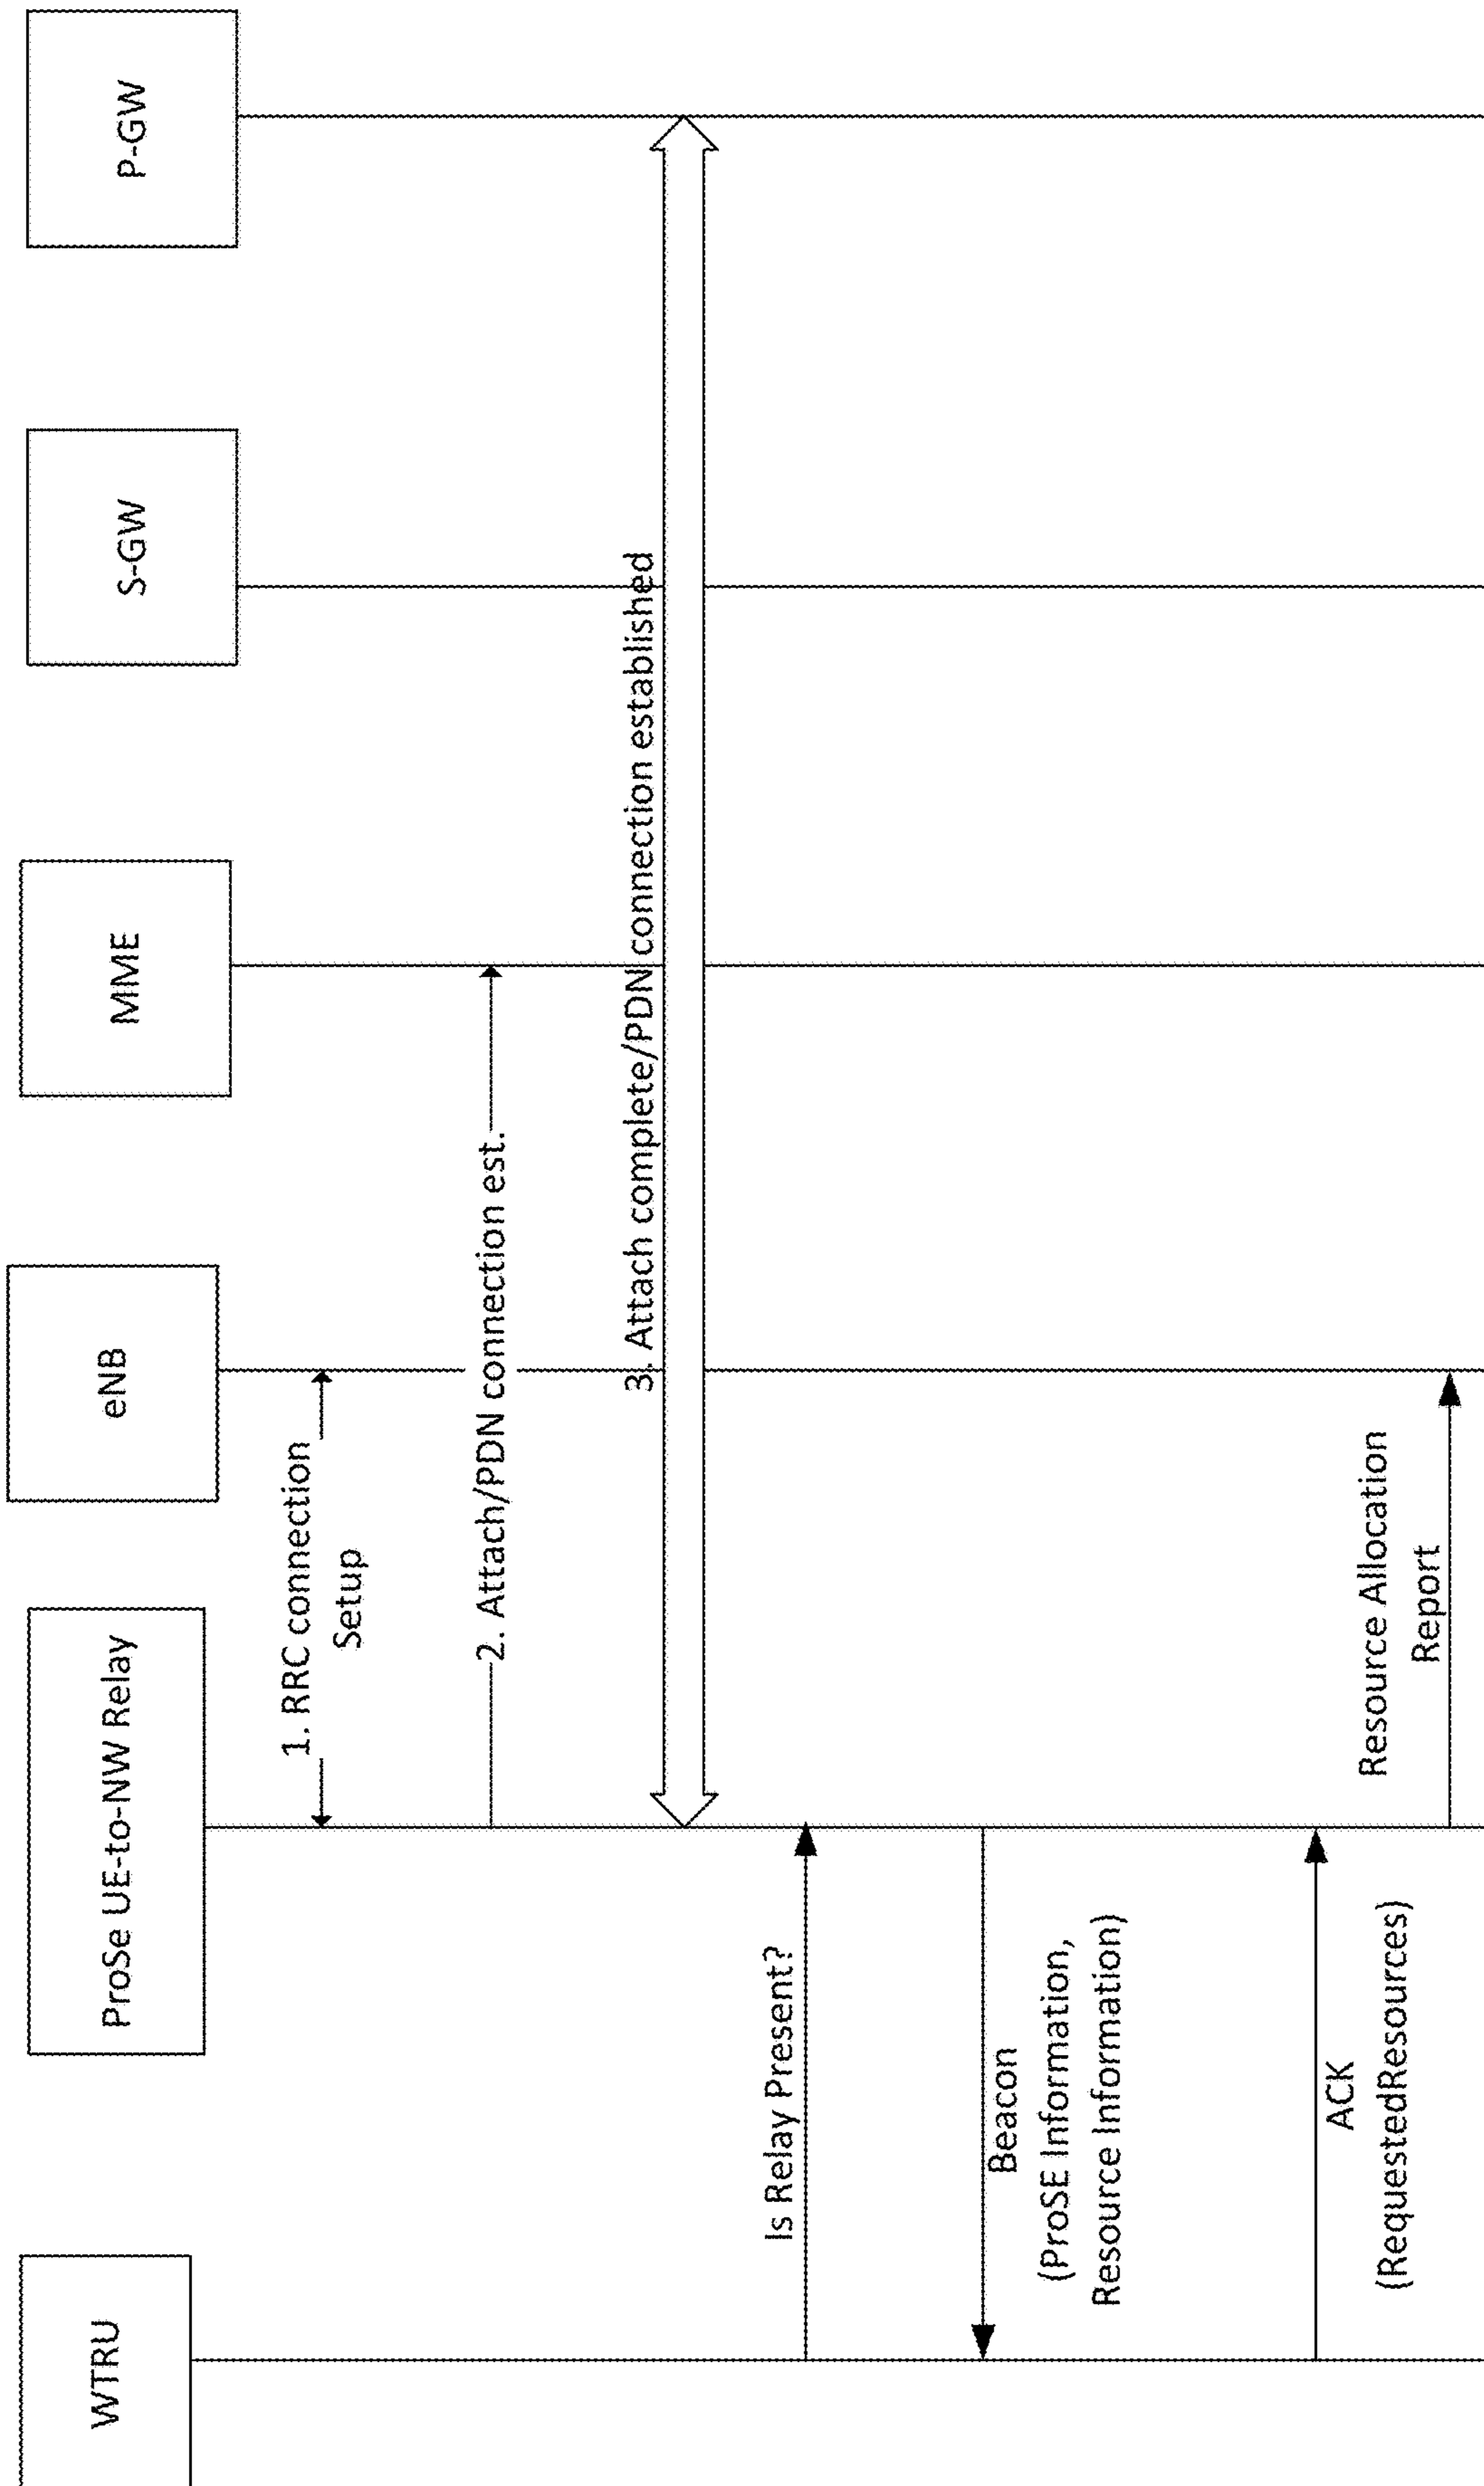 WTRU
ProSe UE-to-NW Relay
eNB
MME
S-GW
P-GW
1. RRC connection
Setup
2. Attach/PDN connection est.
3. Attach complete/PDN connection established
Is Relay Present?
Beacon
(ProSE Information,
Resource Information)
ACK
(RequestedResources)
Resource Allocation
Report